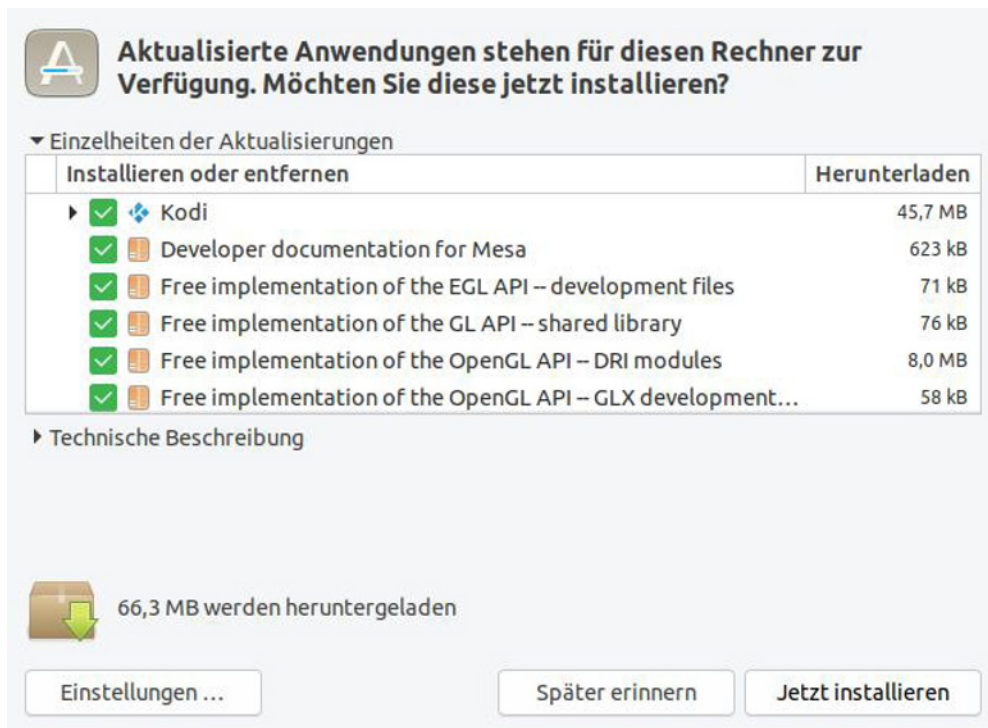 Aktualisierte Anwendungen stehen für diesen Rechner zur
Verfügung. Möchten Sie diese jetzt installieren?
Einzelheiten der Aktualisierungen
Installieren oder entfernen Herunterladen
Kodi 45,7 MB
Developer documentation for Mesa 623 kB
Free implementation of the EGL API -- development files 71 kB
Free implementation of the GL API -- shared library 76 kB
Free implementation of the OpenGL API -- DRI modules 8,0 MB
Free implementation of the OpenGL API -- GLX development... 58 kB
Technische Beschreibung
66,3 MB werden heruntergeladen
Einstellungen ... Später erinnern Jetzt installieren